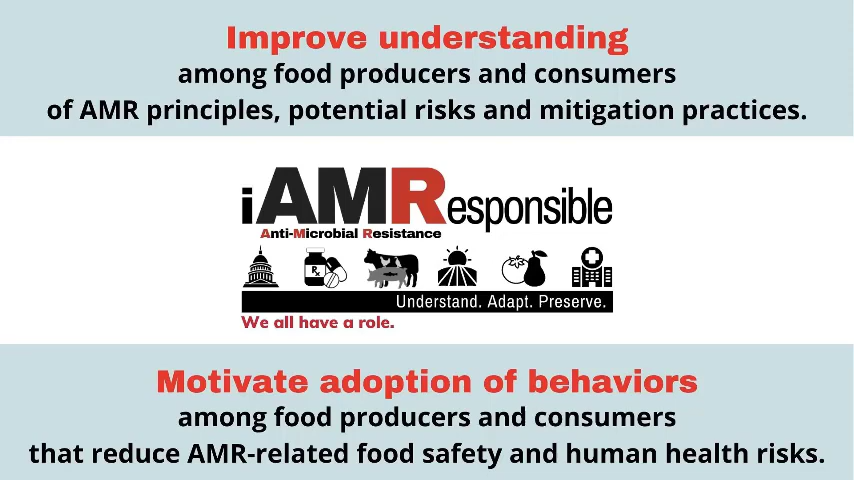 Improve understanding
among food producers and consumers
of AMR principles, potential risks and mitigation practices.
iAMResponsible
Anti-Microbial Resistance
Rx
Understand. Adapt. Preserve.
We all have a role.
Motivate adoption of behaviors
among food producers and consumers
that reduce AMR-related food safety and human health risks.